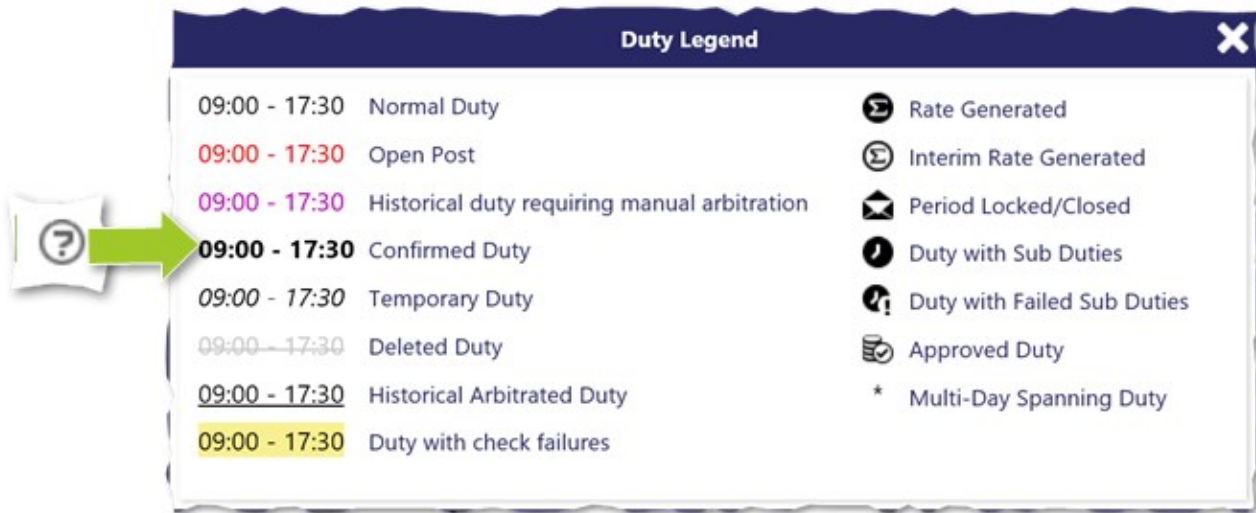 Duty Legend
09:00 - 17:30 Normal Duty
09:00 - 17:30 Open Post
09:00 - 17:30 Historical duty requiring manual arbitration
09:00 - 17:30 Confirmed Duty
09:00 - 17:30 Temporary Duty
09:00 - 17:30 Deleted Duty
09:00 - 17:30 Historical Arbitrated Duty
09:00 - 17:30 Duty with check failures
Rate Generated
Interim Rate Generated
Period Locked/Closed
Duty with Sub Duties
Duty with Failed Sub Duties
Approved Duty
* Multi-Day Spanning Duty